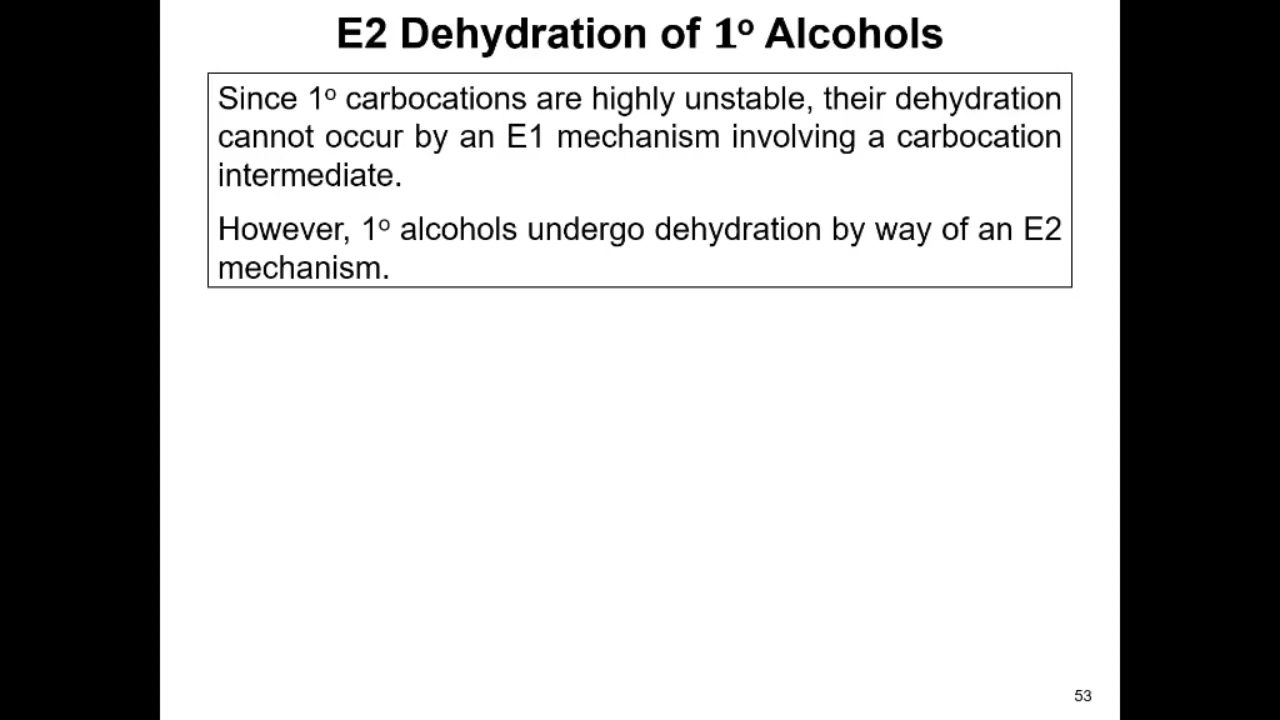 E2 Dehydration of 1º Alcohols
Since 1º carbocations are highly unstable, their dehydration
cannot occur by an E1 mechanism involving a carbocation
intermediate.
However, 1º alcohols undergo dehydration by way of an E2
mechanism.
53